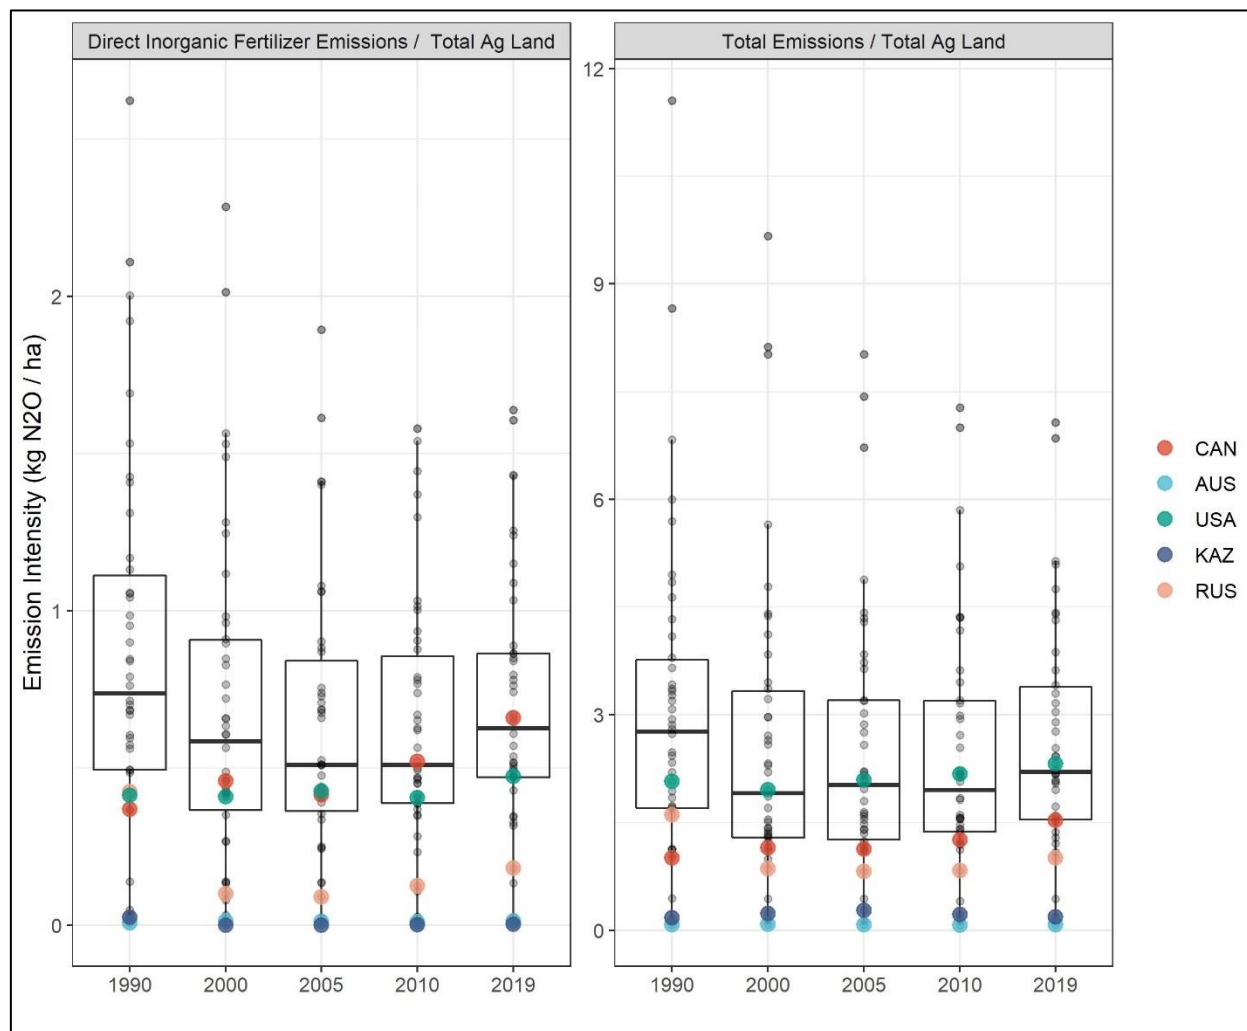 Direct Inorganic Fertilizer Emissions / Total Ag Land
Total Emissions / Total Ag Land
Emission Intensity (kg N2O / ha)
2
1
0
12
9
6
3
0
1990 2000 2005 2010 2019
1990 2000 2005 2010 2019
CAN
AUS
USA
KAZ
RUS